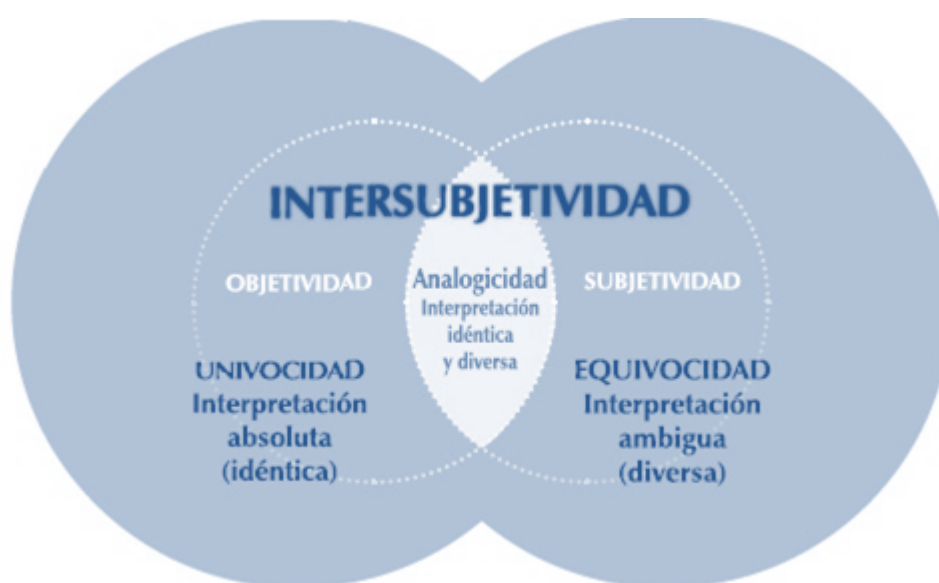 INTERSUBJETIVIDAD
OBJETIVIDAD
UNIVOCIDAD
Interpretación
absoluta
(idéntica)
Analogicidad
Interpretación
idéntica
y diversa
SUBJETIVIDAD
EQUIVOCIDAD
Interpretación
ambigua
(diversa)